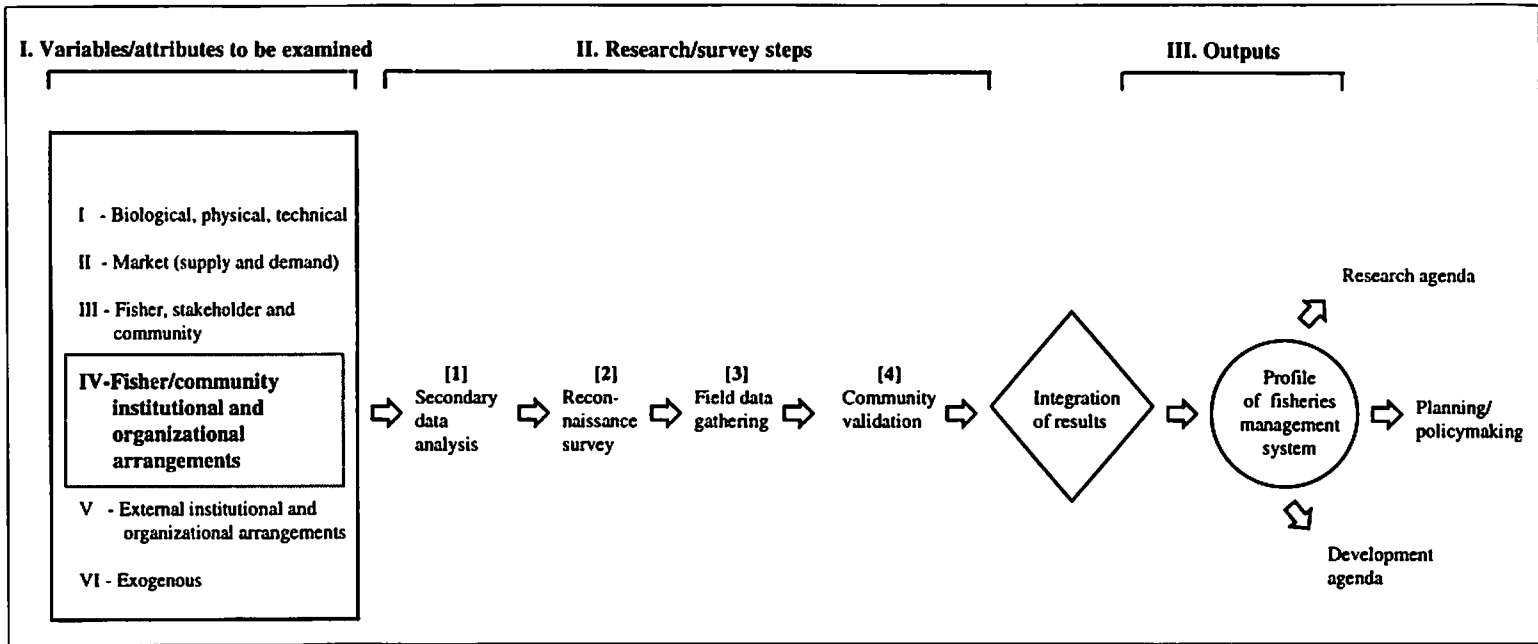 I. Variables/attributes to be examined
II. Research/survey steps
III. Outputs
I - Biological, physical, technical
II - Market (supply and demand)
III - Fisher, stakeholder and
community
IV-Fisher/community
institutional and
organizational
arrangements
V - External institutional and
organizational arrangements
VI - Exogenous
[1]
Secondary
data
analysis
[2]
Recon-
naissance
survey
[3]
Field data
gathering
[4]
Community
validation
Integration
of results
Profile
of fisheries
management
system
Research agenda
Planning/
policymaking
Development
agenda